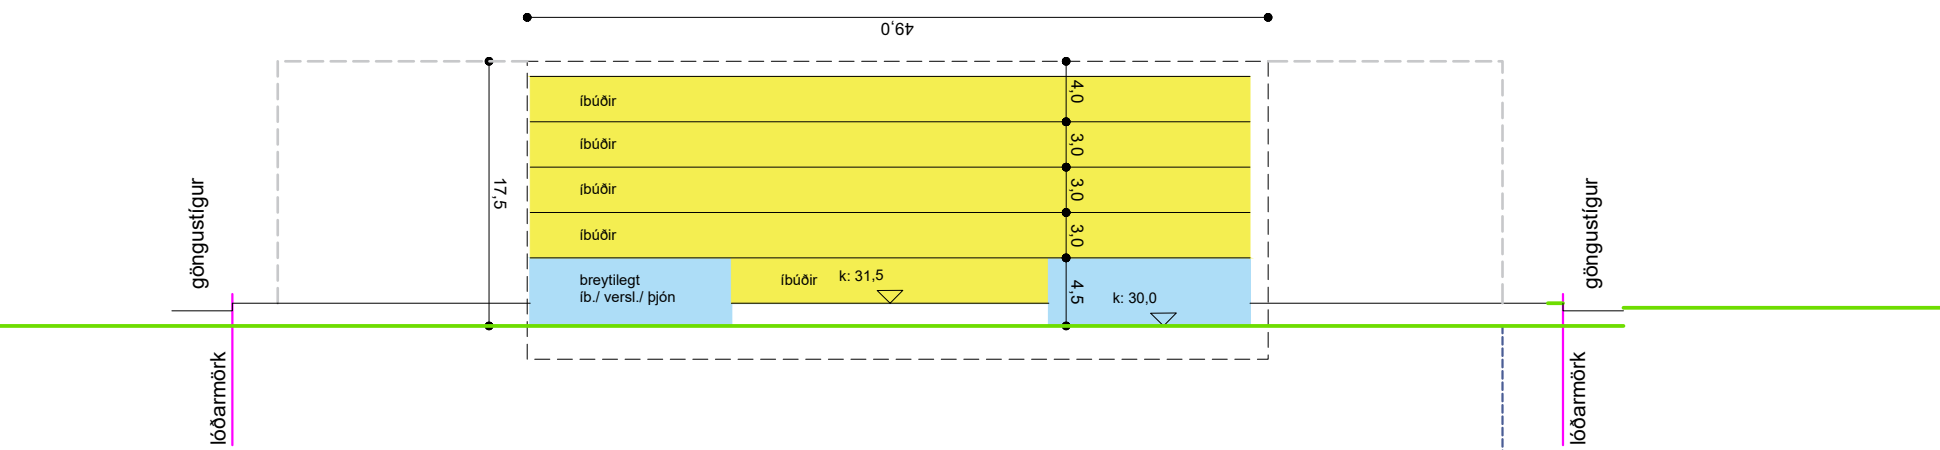 49,0
íbúðir
4,0
íbúðir
3,0
íbúðir
3,0
íbúðir
3,0
17,5
göngustígur
göngustígur
breytilegt
íb./ versl./ þjón
íbúðir
k: 31,5
4,5
k: 30,0
lóðarmörk
lóðarmörk